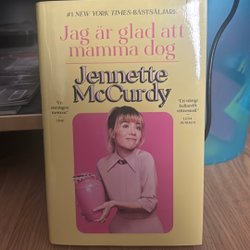 #1 NEW YORK TIMES-BÄSTSÄLJARE
Jag är glad att
mamma dog
Jennette
McCurdy